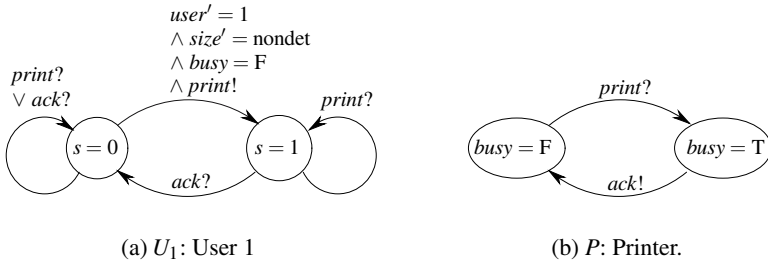 user′ = 1
∧ size′ = nondet
∧ busy = F
∧ print!
print?
∨ ack?
print?
s = 0
s = 1
ack?
print?
busy = F
busy = T
ack!
(a) U₁: User 1
(b) P: Printer.